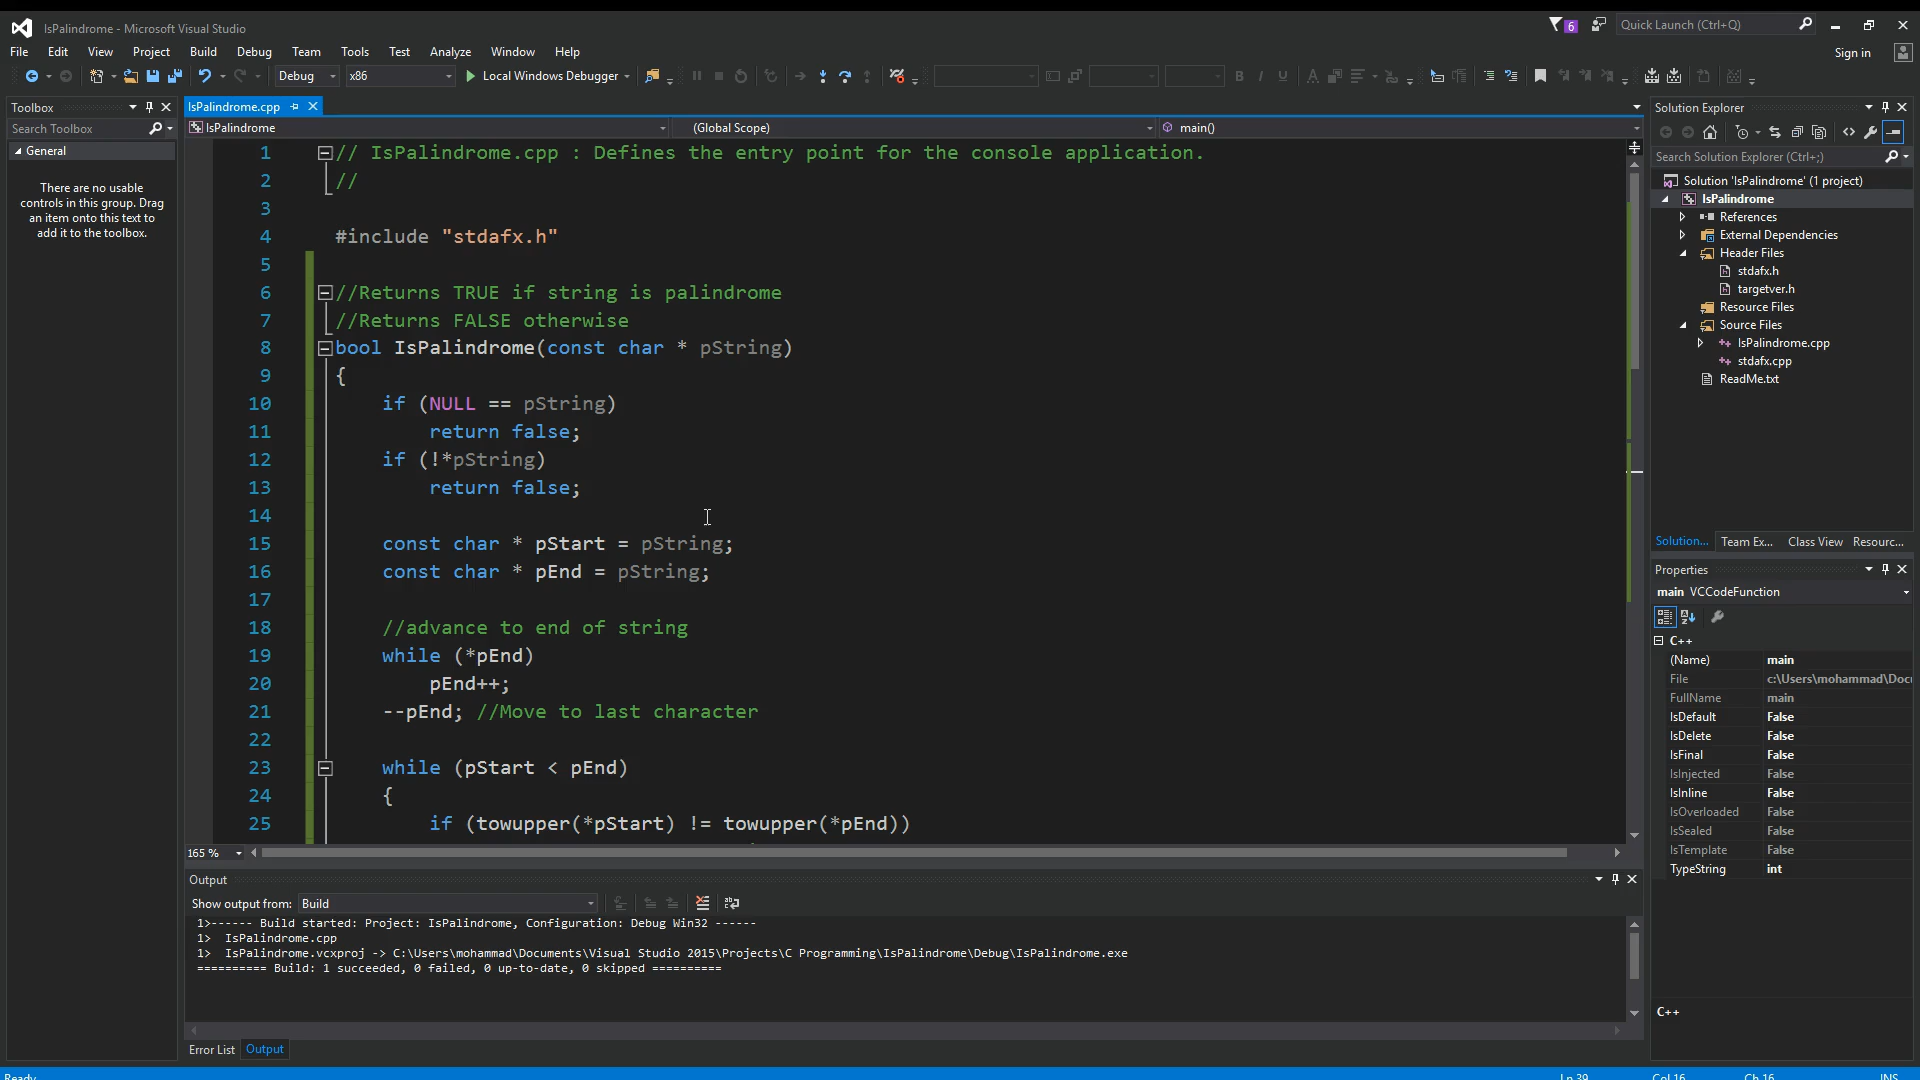 IsPalindrome - Microsoft Visual Studio
6
Quick Launch (Ctrl+Q)
File Edit View Project Build Debug Team Tools Test Analyze Window Help
Sign in
Debug x86 Local Windows Debugger
Toolbox
Search Toolbox
General
There are no usable
controls in this group. Drag
an item onto this text to
add it to the toolbox.
IsPalindrome.cpp
IsPalindrome (Global Scope) main()
1 // IsPalindrome.cpp : Defines the entry point for the console application.
2 //
3
4 #include "stdafx.h"
5
6 //Returns TRUE if string is palindrome
7 //Returns FALSE otherwise
8 bool IsPalindrome(const char * pString)
9 {
10 if (NULL == pString)
11 return false;
12 if (!*pString)
13 return false;
14
15 const char * pStart = pString;
16 const char * pEnd = pString;
17
18 //advance to end of string
19 while (*pEnd)
20 pEnd++;
21 --pEnd; //Move to last character
22
23 while (pStart < pEnd)
24 {
25 if (towupper(*pStart) != towupper(*pEnd))
165 %
Output
Show output from: Build
1>------ Build started: Project: IsPalindrome, Configuration: Debug Win32 ------
1> IsPalindrome.cpp
1> IsPalindrome.vcxproj -> C:\Users\mohammad\Documents\Visual Studio 2015\Projects\C Programming\IsPalindrome\Debug\IsPalindrome.exe
========== Build: 1 succeeded, 0 failed, 0 up-to-date, 0 skipped ==========
Error List Output
Solution Explorer
Search Solution Explorer (Ctrl+;)
Solution 'IsPalindrome' (1 project)
IsPalindrome
References
External Dependencies
Header Files
stdafx.h
targetver.h
Resource Files
Source Files
IsPalindrome.cpp
stdafx.cpp
ReadMe.txt
Solution... Team Ex... Class View Resourc...
Properties
main VCCodeFunction
C++
(Name) main
File c:\Users\mohammad\Docu
FullName main
IsDefault False
IsDelete False
IsFinal False
IsInjected False
IsInline False
IsOverloaded False
IsSealed False
IsTemplate False
TypeString int
C++
Ready Ln 39 Col 16 Ch 16 INS